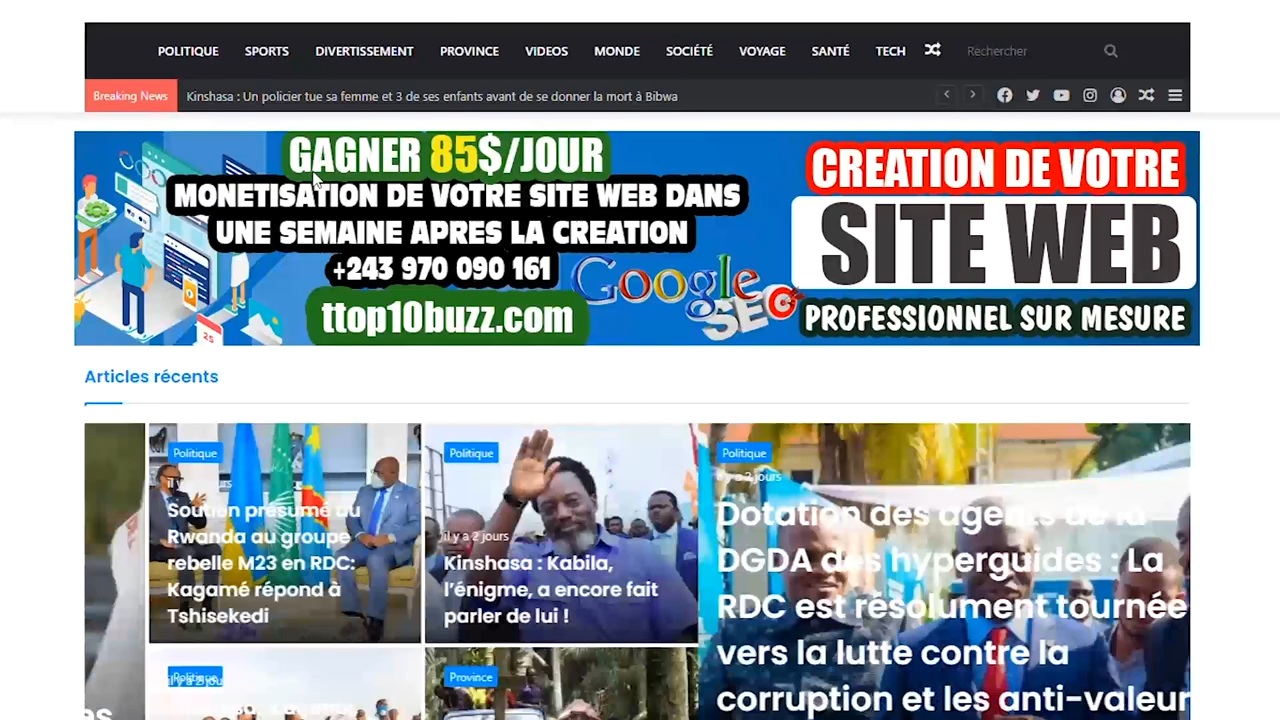 POLITIQUE SPORTS DIVERTISSEMENT PROVINCE VIDEOS MONDE SOCIÉTÉ VOYAGE SANTÉ TECH Rechercher
Breaking News Kinshasa : Un policier tue sa femme et 3 de ses enfants avant de se donner la mort à Bibwa
GAGNER 85$/JOUR
MONETISATION DE VOTRE SITE WEB DANS
UNE SEMAINE APRES LA CREATION
+243 970 090 161
ttop10buzz.com
Google
SEO
CREATION DE VOTRE
SITE WEB
PROFESSIONNEL SUR MESURE
Articles récents
Politique
Soutien présumé au
Rwanda au groupe
rebelle M23 en RDC:
Kagamé répond à
Tshisekedi
Politique
il y a 2 jours
Kinshasa : Kabila,
l'énigme, a encore fait
parler de lui !
Politique
il y a 2 jours
Dotation des agents de la
DGDA des hyperguides : La
RDC est résolument tournée
vers la lutte contre la
corruption et les anti-valeur
Politique
Province